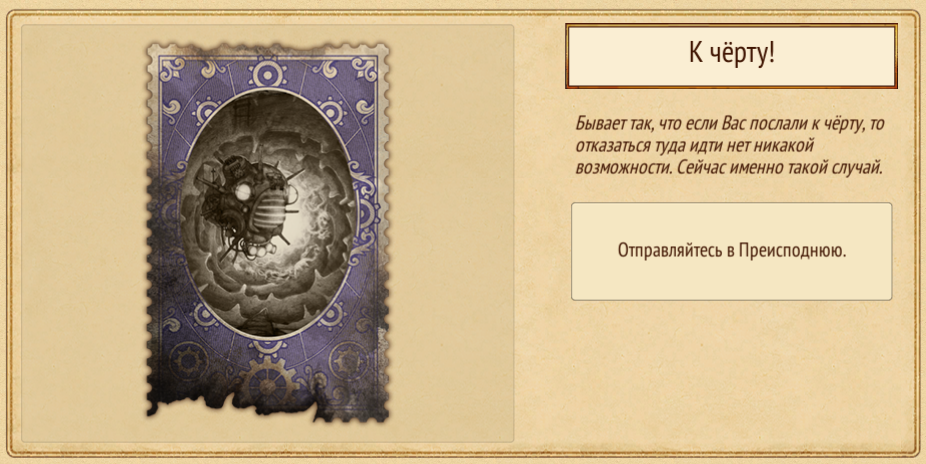 К чёрту!
Бывает так, что если Вас послали к чёрту, то
отказаться туда идти нет никакой
возможности. Сейчас именно такой случай.
Отправляйтесь в Преисподнюю.